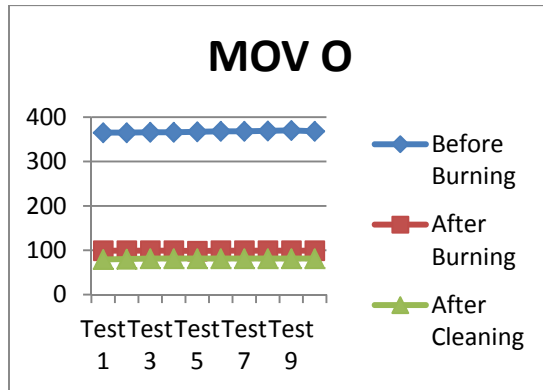 MOV O
400
300
200
100
0
Test Test Test Test Test
1 3 5 7 9
Before
Burning
After
Burning
After
Cleaning